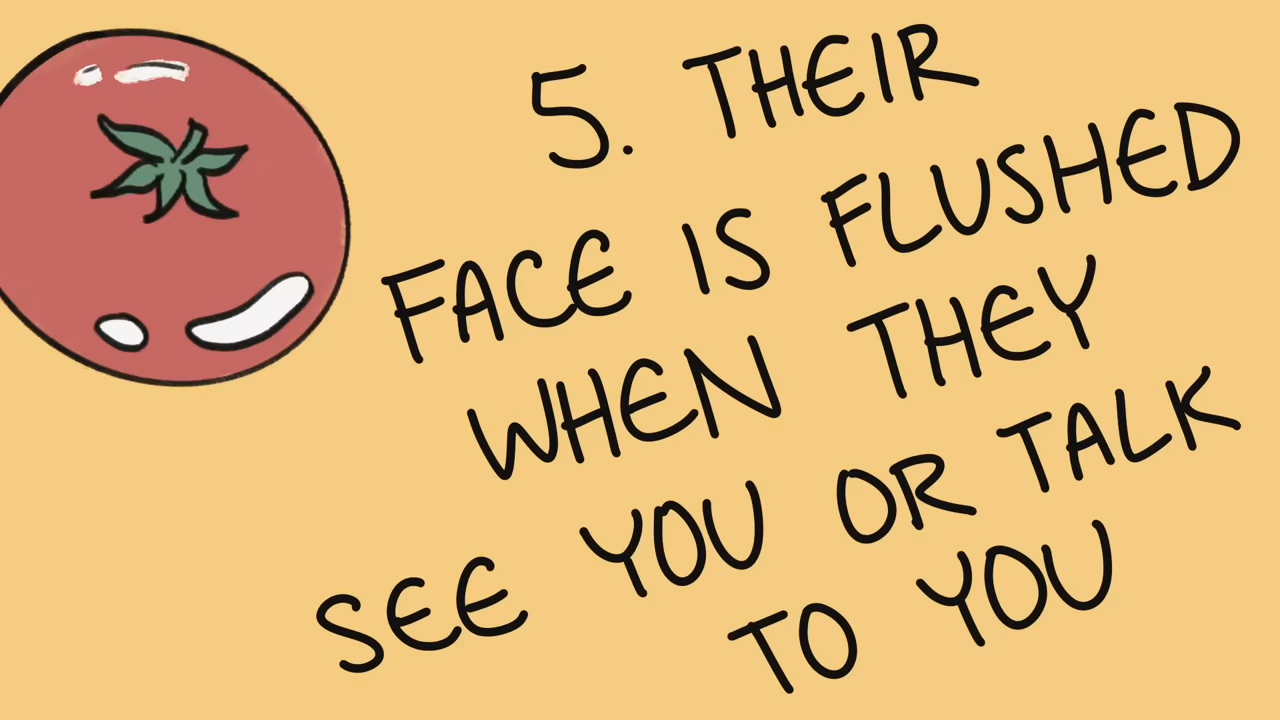 5. THEIR
FACE IS FLUSHED
WHEN THEY
SEE YOU OR TALK
TO YOU